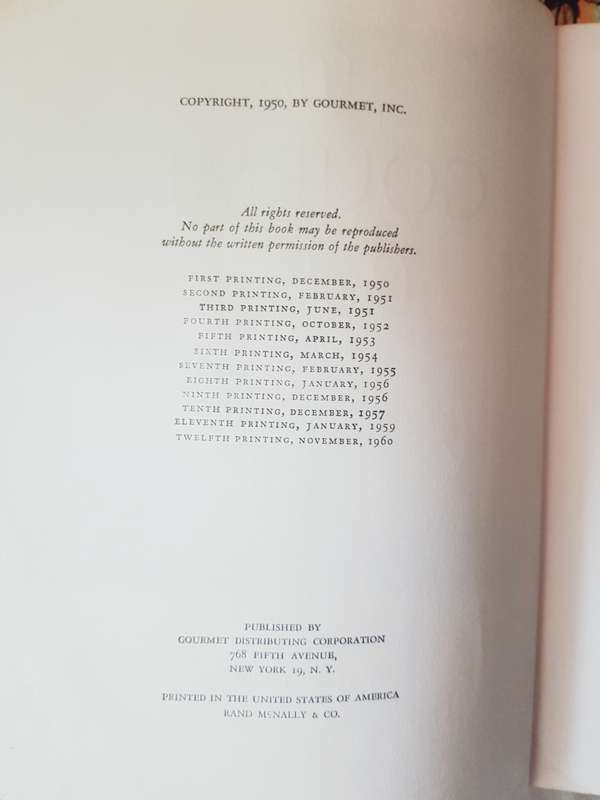 COPYRIGHT, 1950, BY GOURMET, INC.
All rights reserved.
No part of this book may be reproduced
without the written permission of the publishers.
FIRST PRINTING, DECEMBER, 1950
SECOND PRINTING, FEBRUARY, 1951
THIRD PRINTING, JUNE, 1951
FOURTH PRINTING, OCTOBER, 1952
FIFTH PRINTING, APRIL, 1953
SIXTH PRINTING, MARCH, 1954
SEVENTH PRINTING, FEBRUARY, 1955
EIGHTH PRINTING, JANUARY, 1956
NINTH PRINTING, DECEMBER, 1956
TENTH PRINTING, DECEMBER, 1957
ELEVENTH PRINTING, JANUARY, 1959
TWELFTH PRINTING, NOVEMBER, 1960
PUBLISHED BY
GOURMET DISTRIBUTING CORPORATION
768 FIFTH AVENUE,
NEW YORK 19, N. Y.
PRINTED IN THE UNITED STATES OF AMERICA
RAND MCNALLY & CO.